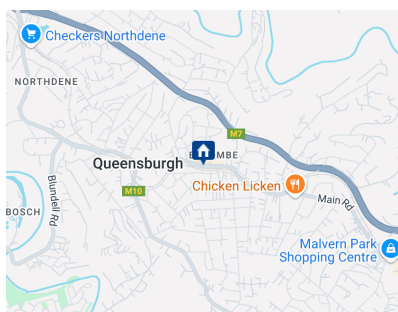 Checkers Northdene
NORTHDENE
M7
Queensburgh
M10
Chicken Licken
Main Rd
BOSCH
Blundell Rd
Malvern Park
Shopping Centre